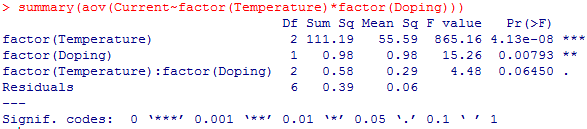 > summary(aov(Current~factor(Temperature)*factor(Doping)))
Df Sum Sq Mean Sq F value Pr(>F)
factor(Temperature) 2 111.19 55.59 865.16 4.13e-08 ***
factor(Doping) 1 0.98 0.98 15.26 0.00793 **
factor(Temperature):factor(Doping) 2 0.58 0.29 4.48 0.06450 .
Residuals 6 0.39 0.06
---
Signif. codes: 0 ‘***’ 0.001 ‘**’ 0.01 ‘*’ 0.05 ‘.’ 0.1 ‘ ’ 1